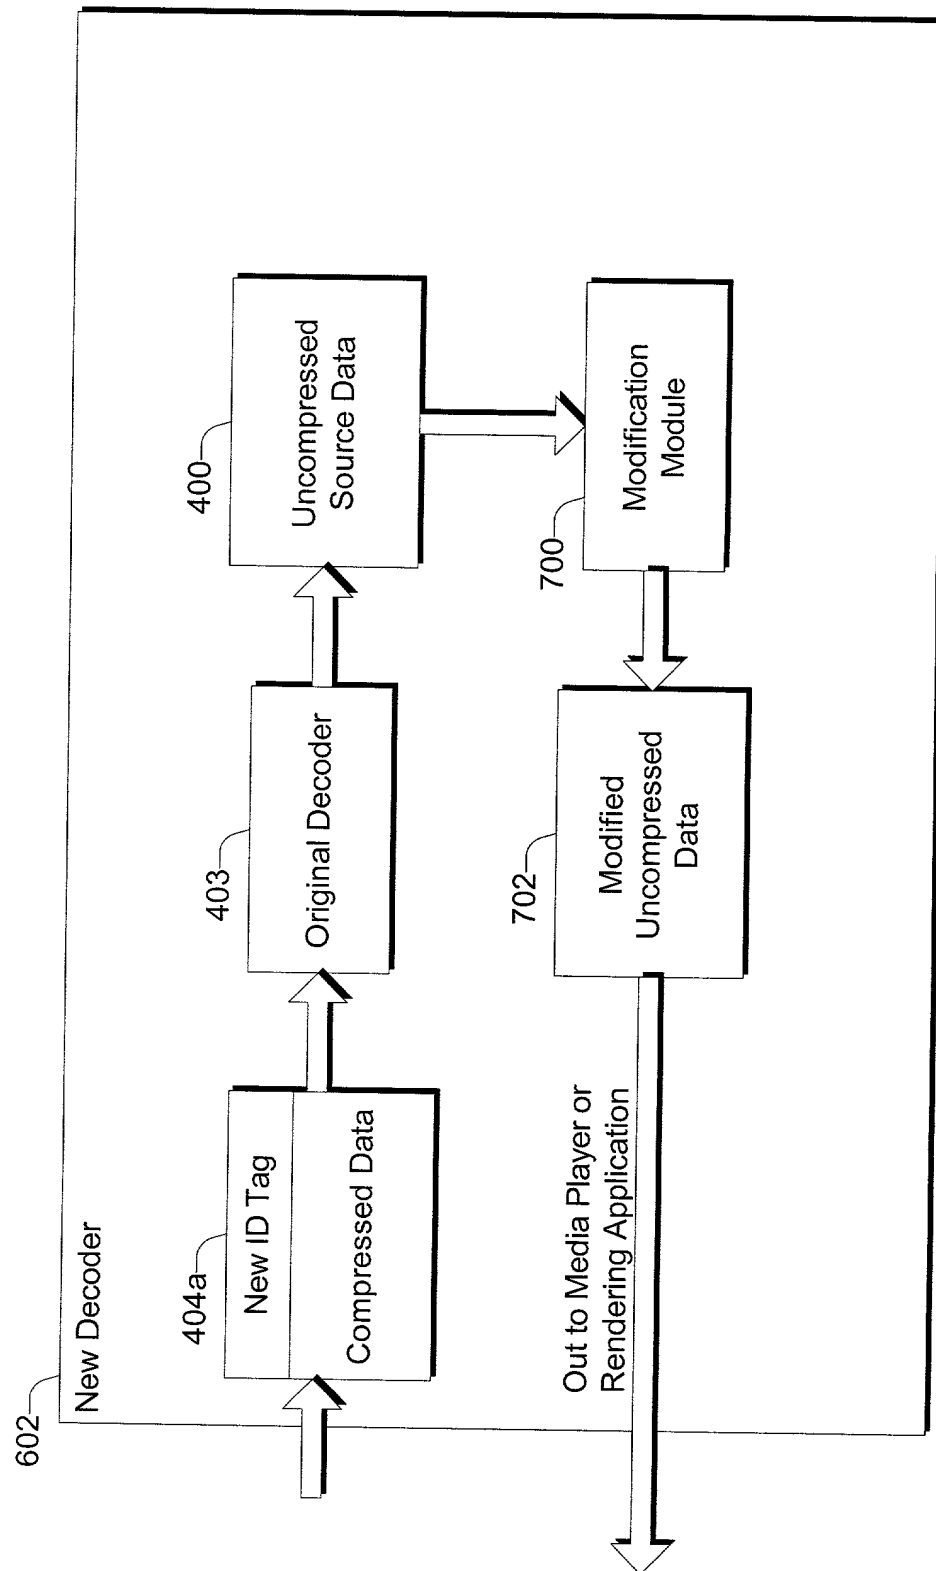 602
New Decoder
404a
New ID Tag
Compressed Data
403
Original Decoder
400
Uncompressed
Source Data
700
Modification
Module
702
Modified
Uncompressed
Data
Out to Media Player or
Rendering Application